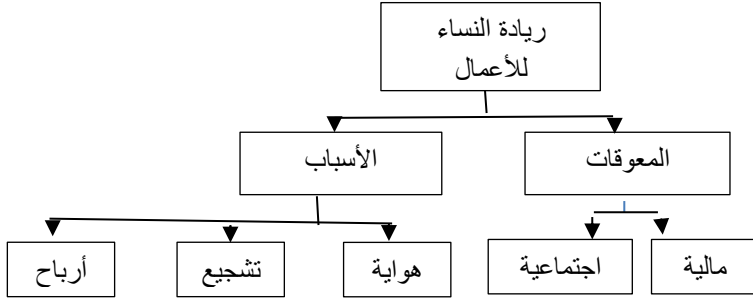 ريادة النساء
للأعمال
المعوقات
الأسباب
مالية
اجتماعية
هواية
تشجيع
أرباح